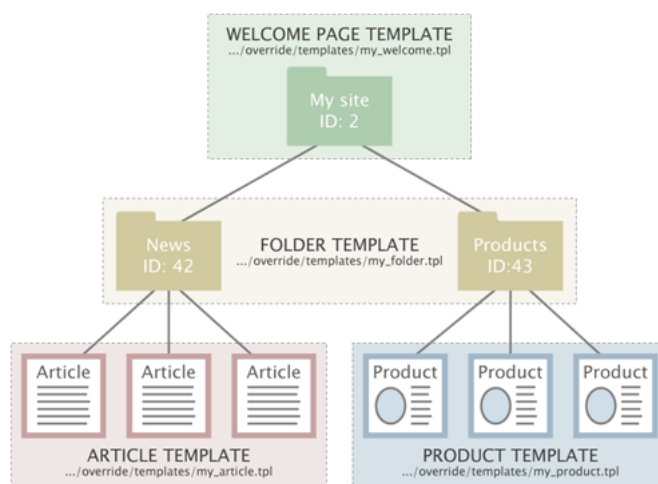 WELCOME PAGE TEMPLATE
.../override/templates/my_welcome.tpl
My site
ID: 2
News
ID: 42
FOLDER TEMPLATE
.../override/templates/my_folder.tpl
Products
ID:43
Article
Article
Article
Product
Product
Product
ARTICLE TEMPLATE
.../override/templates/my_article.tpl
PRODUCT TEMPLATE
.../override/templates/my_product.tpl